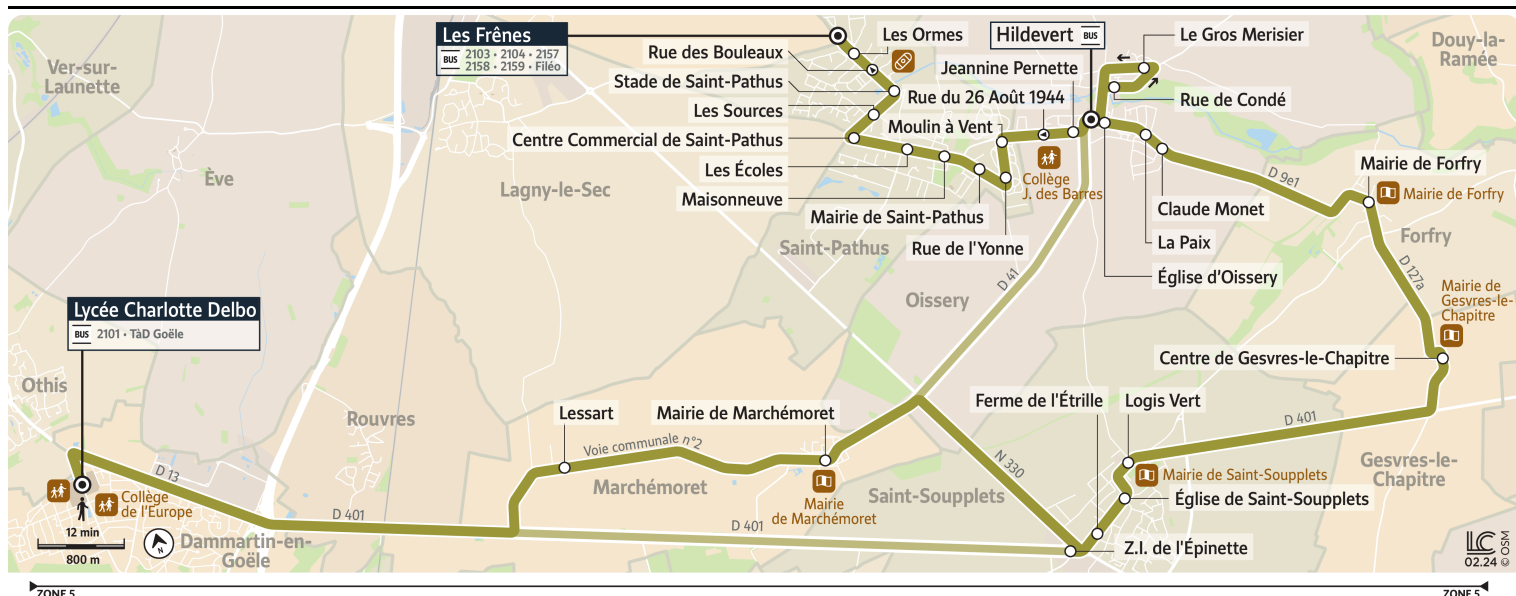 Les Frênes
BUS
2103 • 2104 • 2157
2158 • 2159 • Filéo
Les Ormes
Rue des Bouleaux
Stade de Saint-Pathus
Les Sources
Centre Commercial de Saint-Pathus
Les Écoles
Maisonneuve
Mairie de Saint-Pathus
Rue de l'Yonne
Moulin à Vent
Rue du 26 Août 1944
Jeannine Pernette
Hildevert BUS
Le Gros Merisier
Rue de Condé
Collège
J. des Barres
Claude Monet
La Paix
Église d'Oissery
D 9e1
Mairie de Forfry
Mairie de Forfry
Forfry
D 127a
Mairie de
Gesvres-le-
Chapitre
Centre de Gesvres-le-Chapitre
D 401
Gesvres-le-
Chapitre
Douy-la-
Ramée
Ver-sur-
Launette
Ève
Lagny-le-Sec
Saint-Pathus
Oissery
D 41
Lycée Charlotte Delbo
BUS
2101 • TàD Goële
Othis
Rouvres
Lessart
Mairie de Marchémoret
Voie communale n°2
Marchémoret
Mairie
de Marchémoret
Saint-Soupplets
N 330
Ferme de l'Étrille
Logis Vert
Mairie de Saint-Soupplets
Église de Saint-Soupplets
Z.I. de l'Épinette
D 13
Collège
de l'Europe
12 min
800 m
N
Dammartin-en-
Goële
D 401
D 401
LC
02.24
© OSM
ZONE 5
ZONE 5